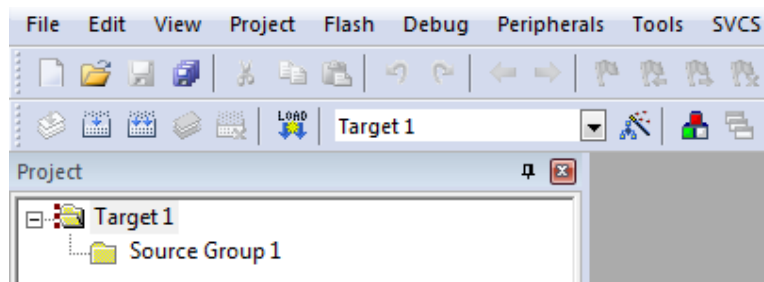 File Edit View Project Flash Debug Peripherals Tools SVCS
LOAD Target 1
Project
Target 1
Source Group 1